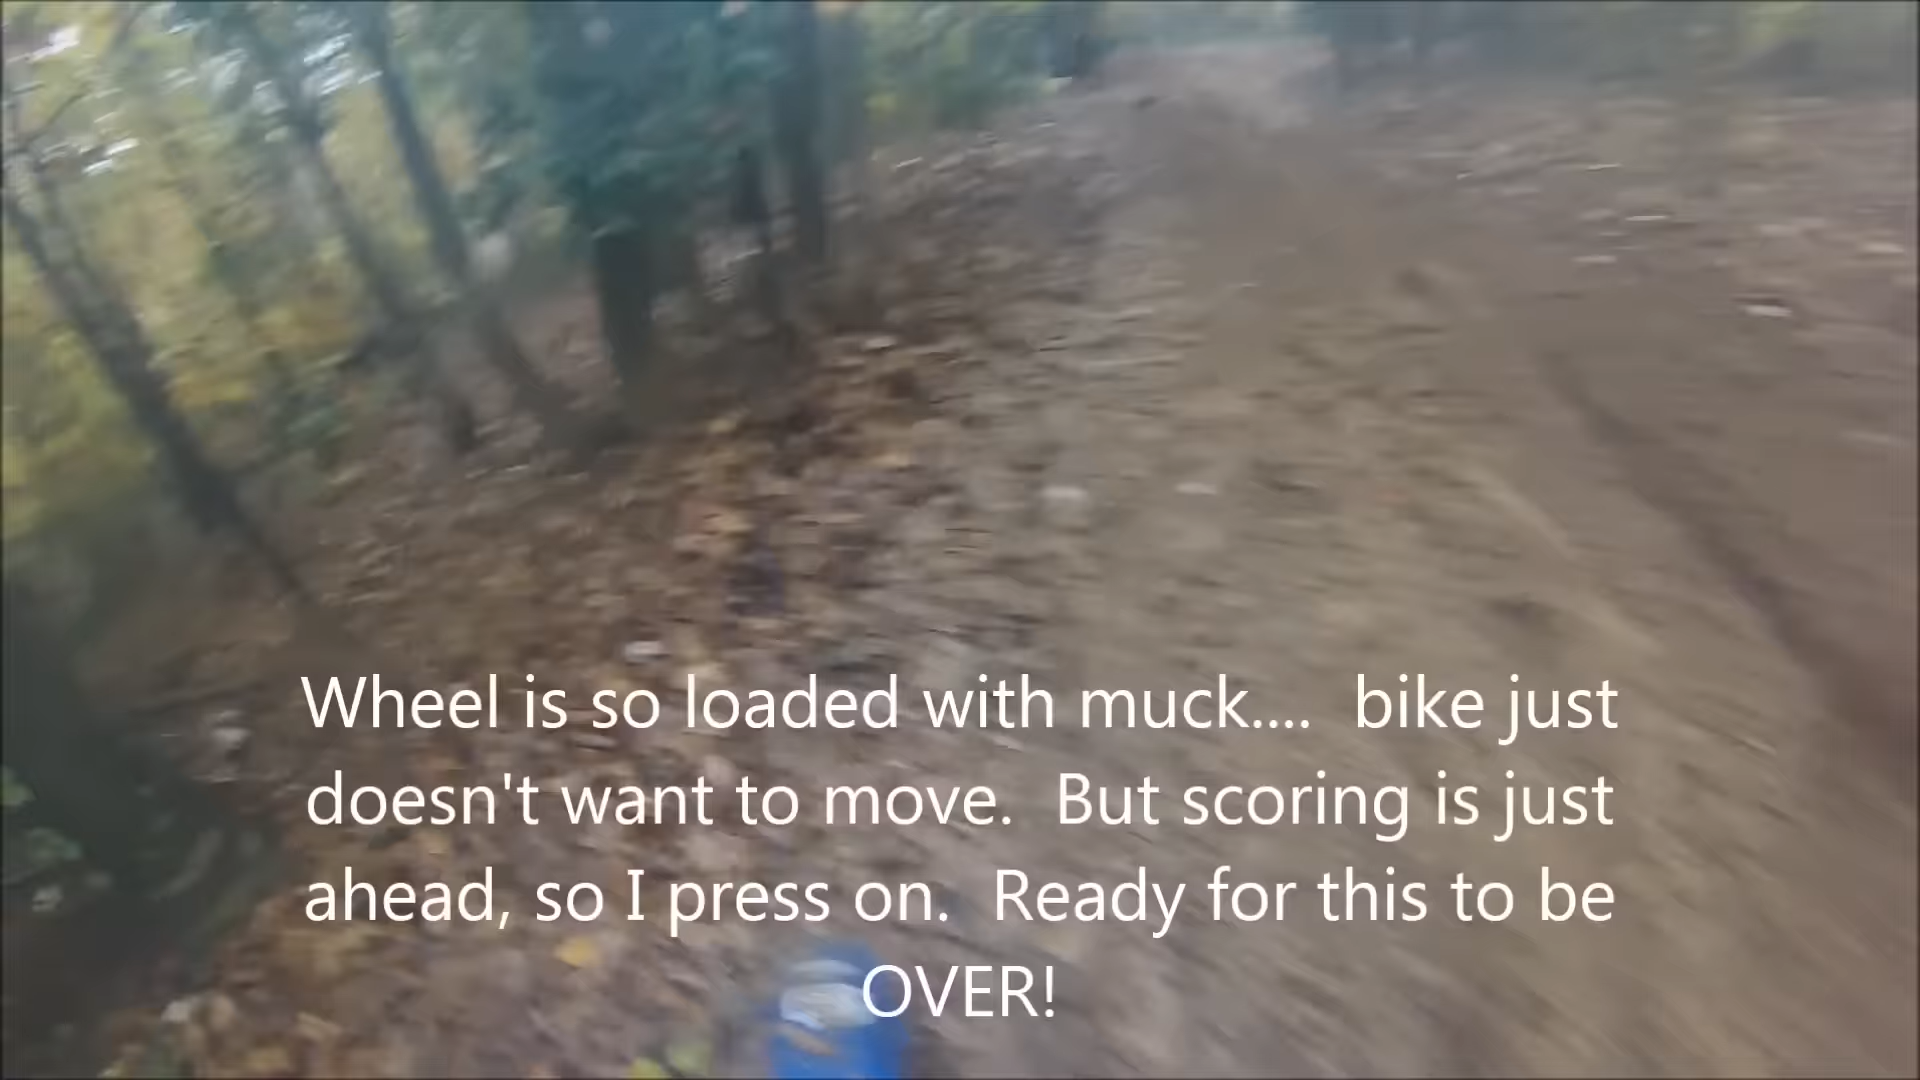 Wheel is so loaded with muck....  bike just
doesn't want to move.  But scoring is just
ahead, so I press on.  Ready for this to be
OVER!